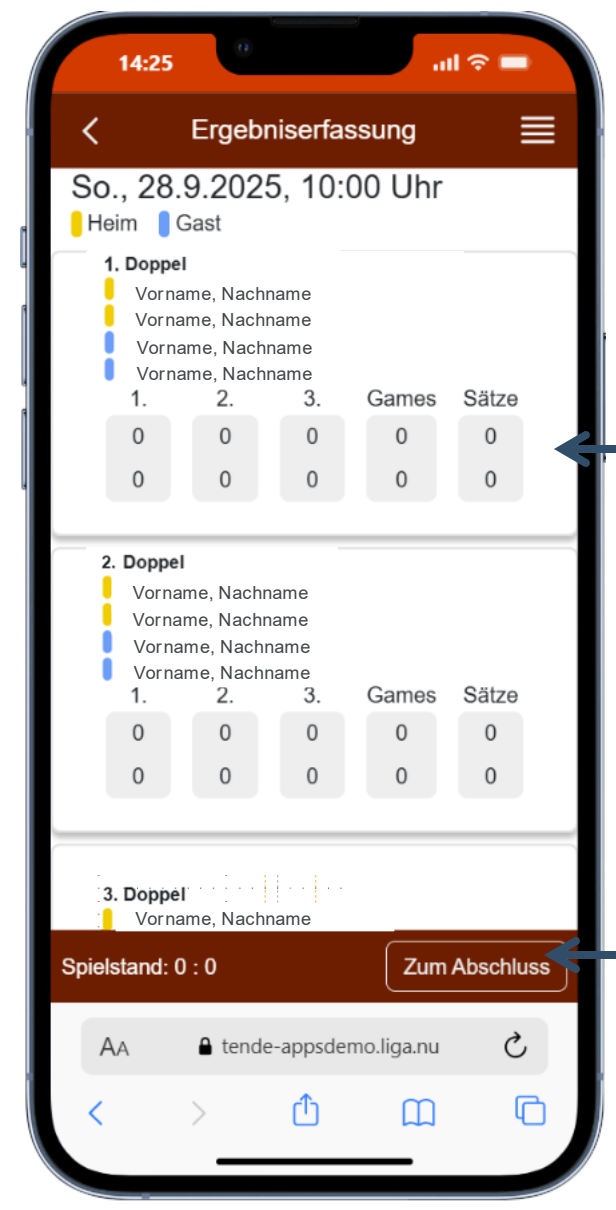 14:25
Ergebniserfassung
So., 28.9.2025, 10:00 Uhr
Heim Gast
1. Doppel
Vorname, Nachname
Vorname, Nachname
Vorname, Nachname
Vorname, Nachname
1. 2. 3. Games Sätze
0 0 0 0 0
0 0 0 0 0
2. Doppel
Vorname, Nachname
Vorname, Nachname
Vorname, Nachname
Vorname, Nachname
1. 2. 3. Games Sätze
0 0 0 0 0
0 0 0 0 0
3. Doppel
Vorname, Nachname
Spielstand: 0 : 0 Zum Abschluss
AA tende-appsdemo.liga.nu